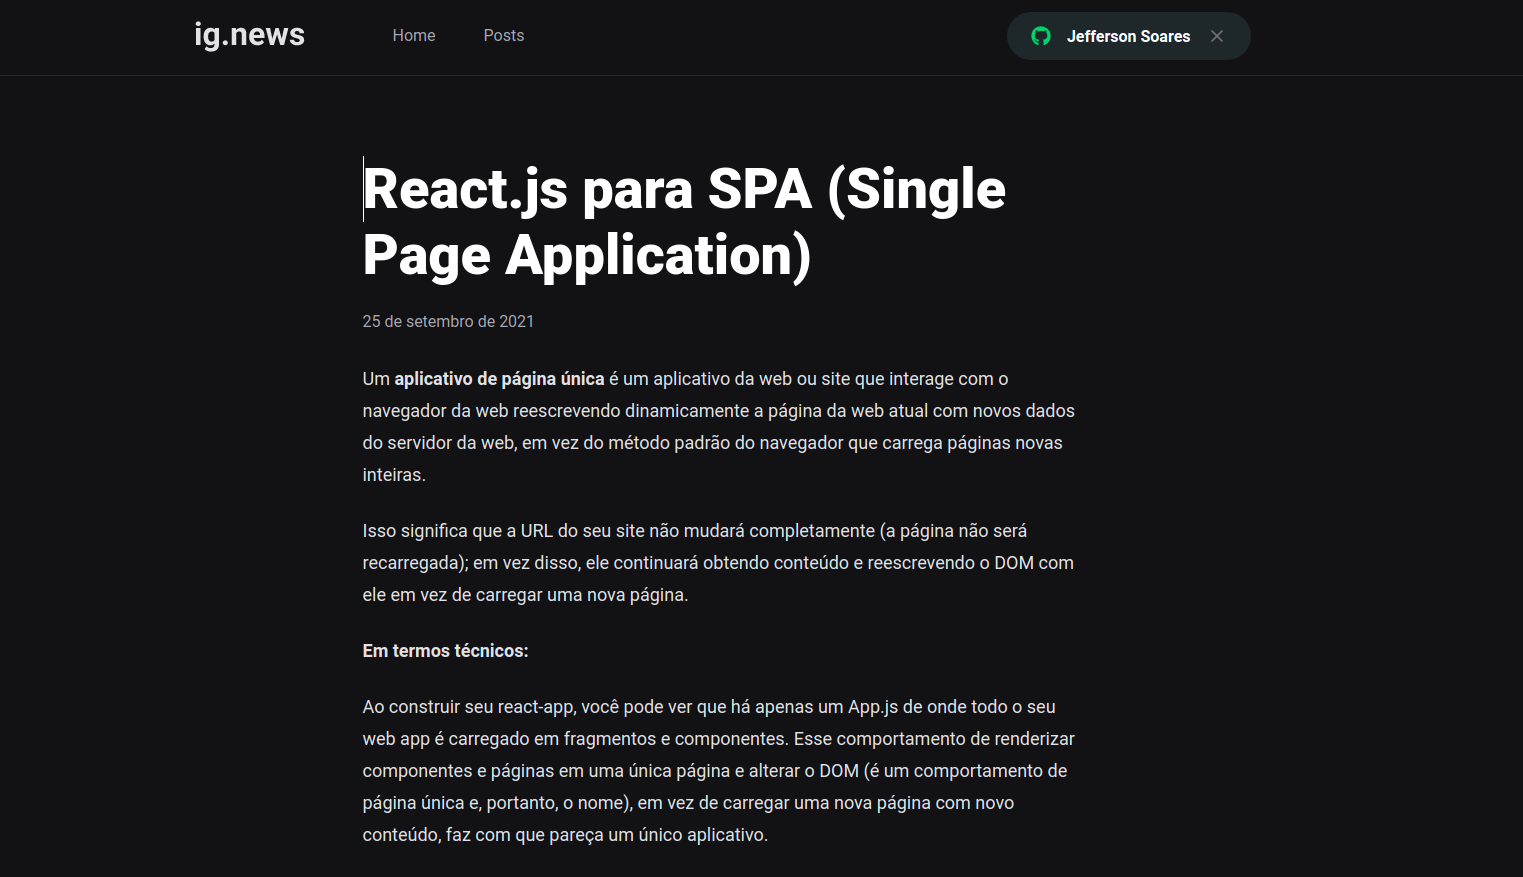 ig.news
Home
Posts
Jefferson Soares
React.js para SPA (Single
Page Application)
25 de setembro de 2021
Um aplicativo de página única é um aplicativo da web ou site que interage com o
navegador da web reescrevendo dinamicamente a página da web atual com novos dados
do servidor da web, em vez do método padrão do navegador que carrega páginas novas
inteiras.
Isso significa que a URL do seu site não mudará completamente (a página não será
recarregada); em vez disso, ele continuará obtendo conteúdo e reescrevendo o DOM com
ele em vez de carregar uma nova página.
Em termos técnicos:
Ao construir seu react-app, você pode ver que há apenas um App.js de onde todo o seu
web app é carregado em fragmentos e componentes. Esse comportamento de renderizar
componentes e páginas em uma única página e alterar o DOM (é um comportamento de
página única e, portanto, o nome), em vez de carregar uma nova página com novo
conteúdo, faz com que pareça um único aplicativo.